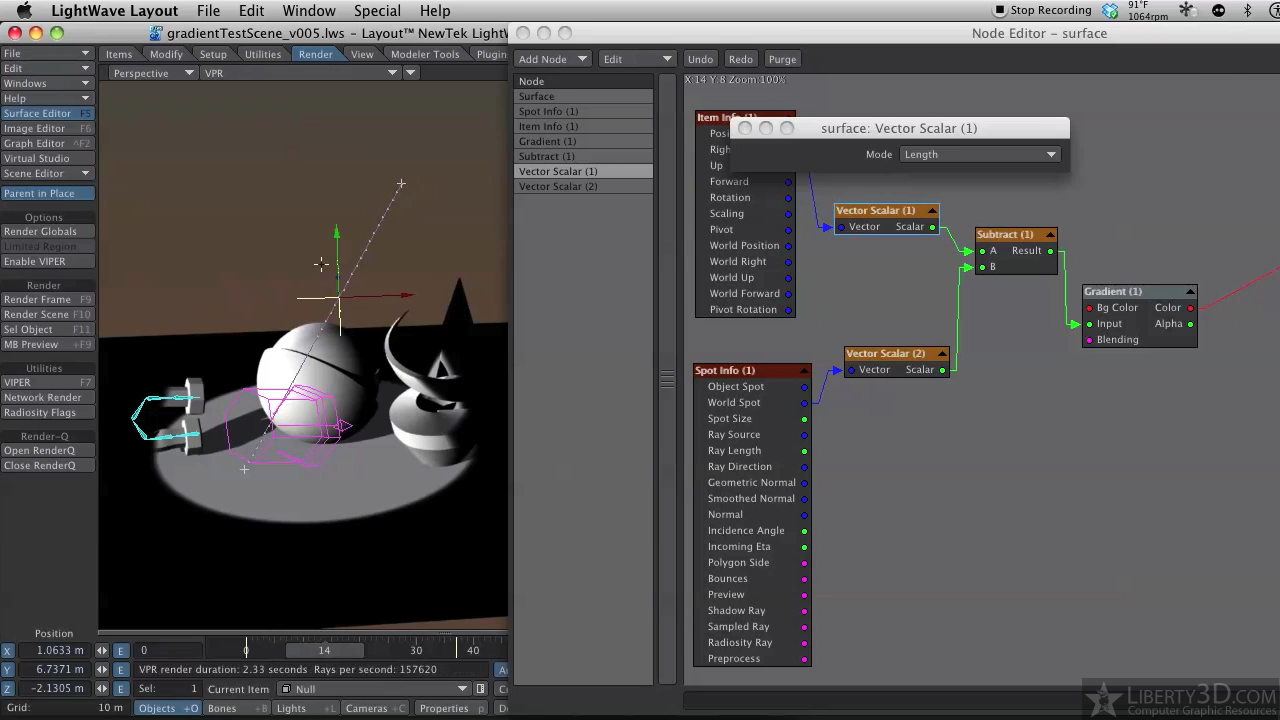 LightWave Layout File Edit Window Special Help Stop Recording 91°F 1064rpm
gradientTestScene_v005.lws – Layout™ NewTek LightW
Node Editor – surface
File Items Modify Setup Utilities Render View Modeler Tools Plugin
Edit
Windows
Help
Surface Editor F5
Image Editor F6
Graph Editor ^F2
Virtual Studio
Scene Editor
Parent in Place
Options
Render Globals
Limited Region
Enable VIPER
Render
Render Frame F9
Render Scene F10
Sel Object F11
MB Preview +F9
Utilities
VIPER F7
Network Render
Radiosity Flags
Render-Q
Open RenderQ
Close RenderQ
Perspective VPR
Position
X 1.0633 m E 0 0 14 30 40
Y 6.7371 m E VPR render duration: 2.33 seconds Rays per second: 157620
Z -2.1305 m E Sel: 1 Current Item Null
Grid: 10 m Objects +O Bones +B Lights +L Cameras +C Properties p
Add Node Edit Undo Redo Purge
X:14 Y:8 Zoom:100%
Node
Surface
Spot Info (1)
Item Info (1)
Gradient (1)
Subtract (1)
Vector Scalar (1)
Vector Scalar (2)
surface: Vector Scalar (1)
Mode Length
Item Info (1)
Posi
Righ
Up
Forward
Rotation
Scaling
Pivot
World Position
World Right
World Up
World Forward
Pivot Rotation
Vector Scalar (1)
Vector Scalar
Subtract (1)
A Result
B
Gradient (1)
Bg Color Color
Input Alpha
Blending
Vector Scalar (2)
Vector Scalar
Spot Info (1)
Object Spot
World Spot
Spot Size
Ray Source
Ray Length
Ray Direction
Geometric Normal
Smoothed Normal
Normal
Incidence Angle
Incoming Eta
Polygon Side
Bounces
Preview
Shadow Ray
Sampled Ray
Radiosity Ray
Preprocess
LIBERTY3D.COM
Computer Graphic Resources